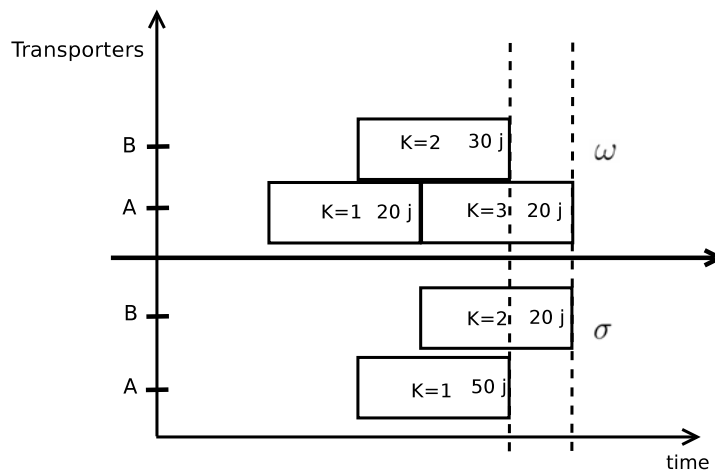 Transporters
B
K=2 30 j
ω
A
K=1 20 j
K=3 20 j
B
K=2 20 j
σ
A
K=1 50 j
time